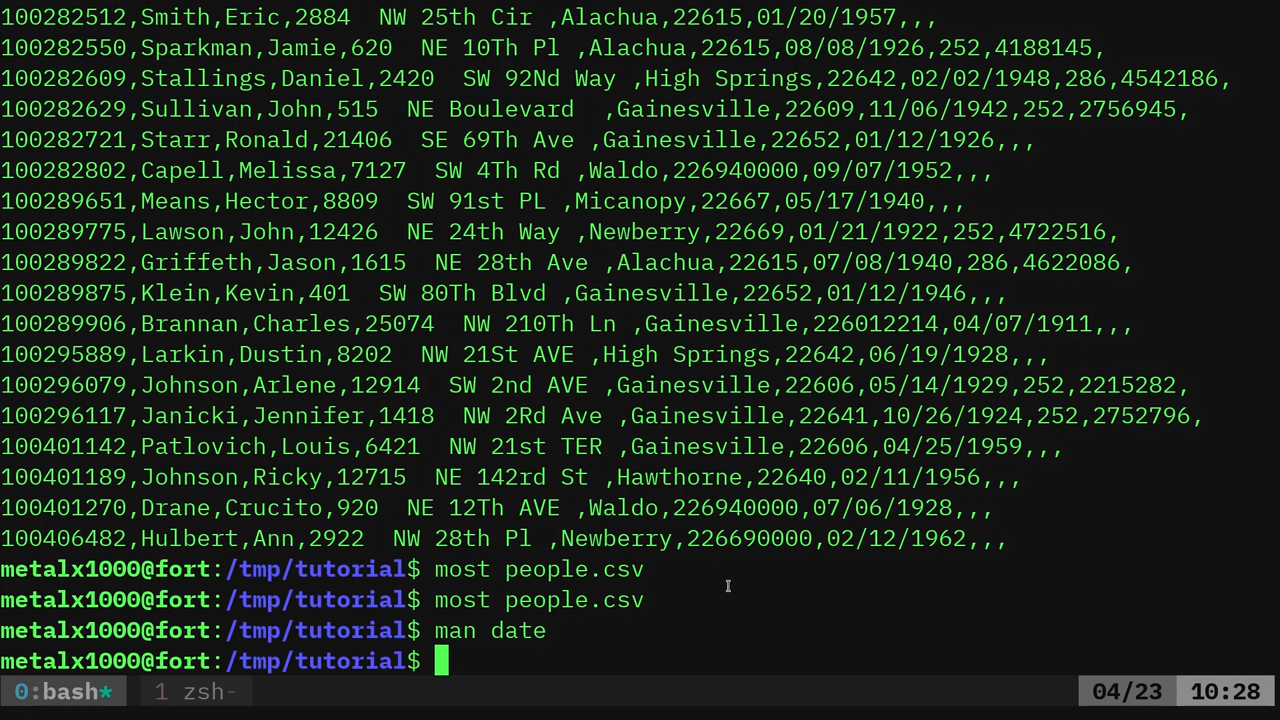 100282512,Smith,Eric,2884  NW 25th Cir ,Alachua,22615,01/20/1957,,,
100282550,Sparkman,Jamie,620  NE 10Th Pl ,Alachua,22615,08/08/1926,252,4188145,
100282609,Stallings,Daniel,2420  SW 92Nd Way ,High Springs,22642,02/02/1948,286,4542186,
100282629,Sullivan,John,515  NE Boulevard  ,Gainesville,22609,11/06/1942,252,2756945,
100282721,Starr,Ronald,21406  SE 69Th Ave ,Gainesville,22652,01/12/1926,,,
100282802,Capell,Melissa,7127  SW 4Th Rd ,Waldo,226940000,09/07/1952,,,
100289651,Means,Hector,8809  SW 91st PL ,Micanopy,22667,05/17/1940,,,
100289775,Lawson,John,12426  NE 24th Way ,Newberry,22669,01/21/1922,252,4722516,
100289822,Griffeth,Jason,1615  NE 28th Ave ,Alachua,22615,07/08/1940,286,4622086,
100289875,Klein,Kevin,401  SW 80Th Blvd ,Gainesville,22652,01/12/1946,,,
100289906,Brannan,Charles,25074  NW 210Th Ln ,Gainesville,226012214,04/07/1911,,,
100295889,Larkin,Dustin,8202  NW 21St AVE ,High Springs,22642,06/19/1928,,,
100296079,Johnson,Arlene,12914  SW 2nd AVE ,Gainesville,22606,05/14/1929,252,2215282,
100296117,Janicki,Jennifer,1418  NW 2Rd Ave ,Gainesville,22641,10/26/1924,252,2752796,
100401142,Patlovich,Louis,6421  NW 21st TER ,Gainesville,22606,04/25/1959,,,
100401189,Johnson,Ricky,12715  NE 142rd St ,Hawthorne,22640,02/11/1956,,,
100401270,Drane,Crucito,920  NE 12Th AVE ,Waldo,226940000,07/06/1928,,,
100406482,Hulbert,Ann,2922  NW 28th Pl ,Newberry,226690000,02/12/1962,,,
metalx1000@fort:/tmp/tutorial$ most people.csv
metalx1000@fort:/tmp/tutorial$ most people.csv
metalx1000@fort:/tmp/tutorial$ man date
metalx1000@fort:/tmp/tutorial$
0:bash* 1 zsh- 04/23 10:28